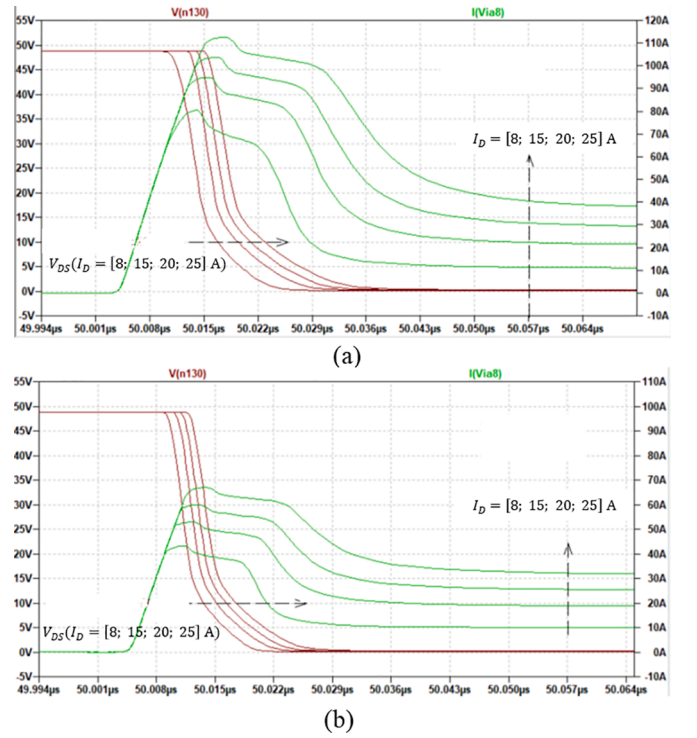 V(n130) I(Via8)
55V 120A
50V 110A
45V 100A
40V 90A
35V 80A
30V 70A
25V 60A
20V 50A
15V 40A
10V 30A
5V 20A
0V 10A
-5V 0A
-10A
I_D = [8; 15; 20; 25] A
V_DS(I_D = [8; 15; 20; 25] A)
49.994µs 50.001µs 50.008µs 50.015µs 50.022µs 50.029µs 50.036µs 50.043µs 50.050µs 50.057µs 50.064µs
(a)
V(n130) I(Via8)
55V 110A
50V 100A
45V 90A
40V 80A
35V 70A
30V 60A
25V 50A
20V 40A
15V 30A
10V 20A
5V 10A
0V 0A
-5V -10A
I_D = [8; 15; 20; 25] A
V_DS(I_D = [8; 15; 20; 25] A)
49.994µs 50.001µs 50.008µs 50.015µs 50.022µs 50.029µs 50.036µs 50.043µs 50.050µs 50.057µs 50.064µs
(b)